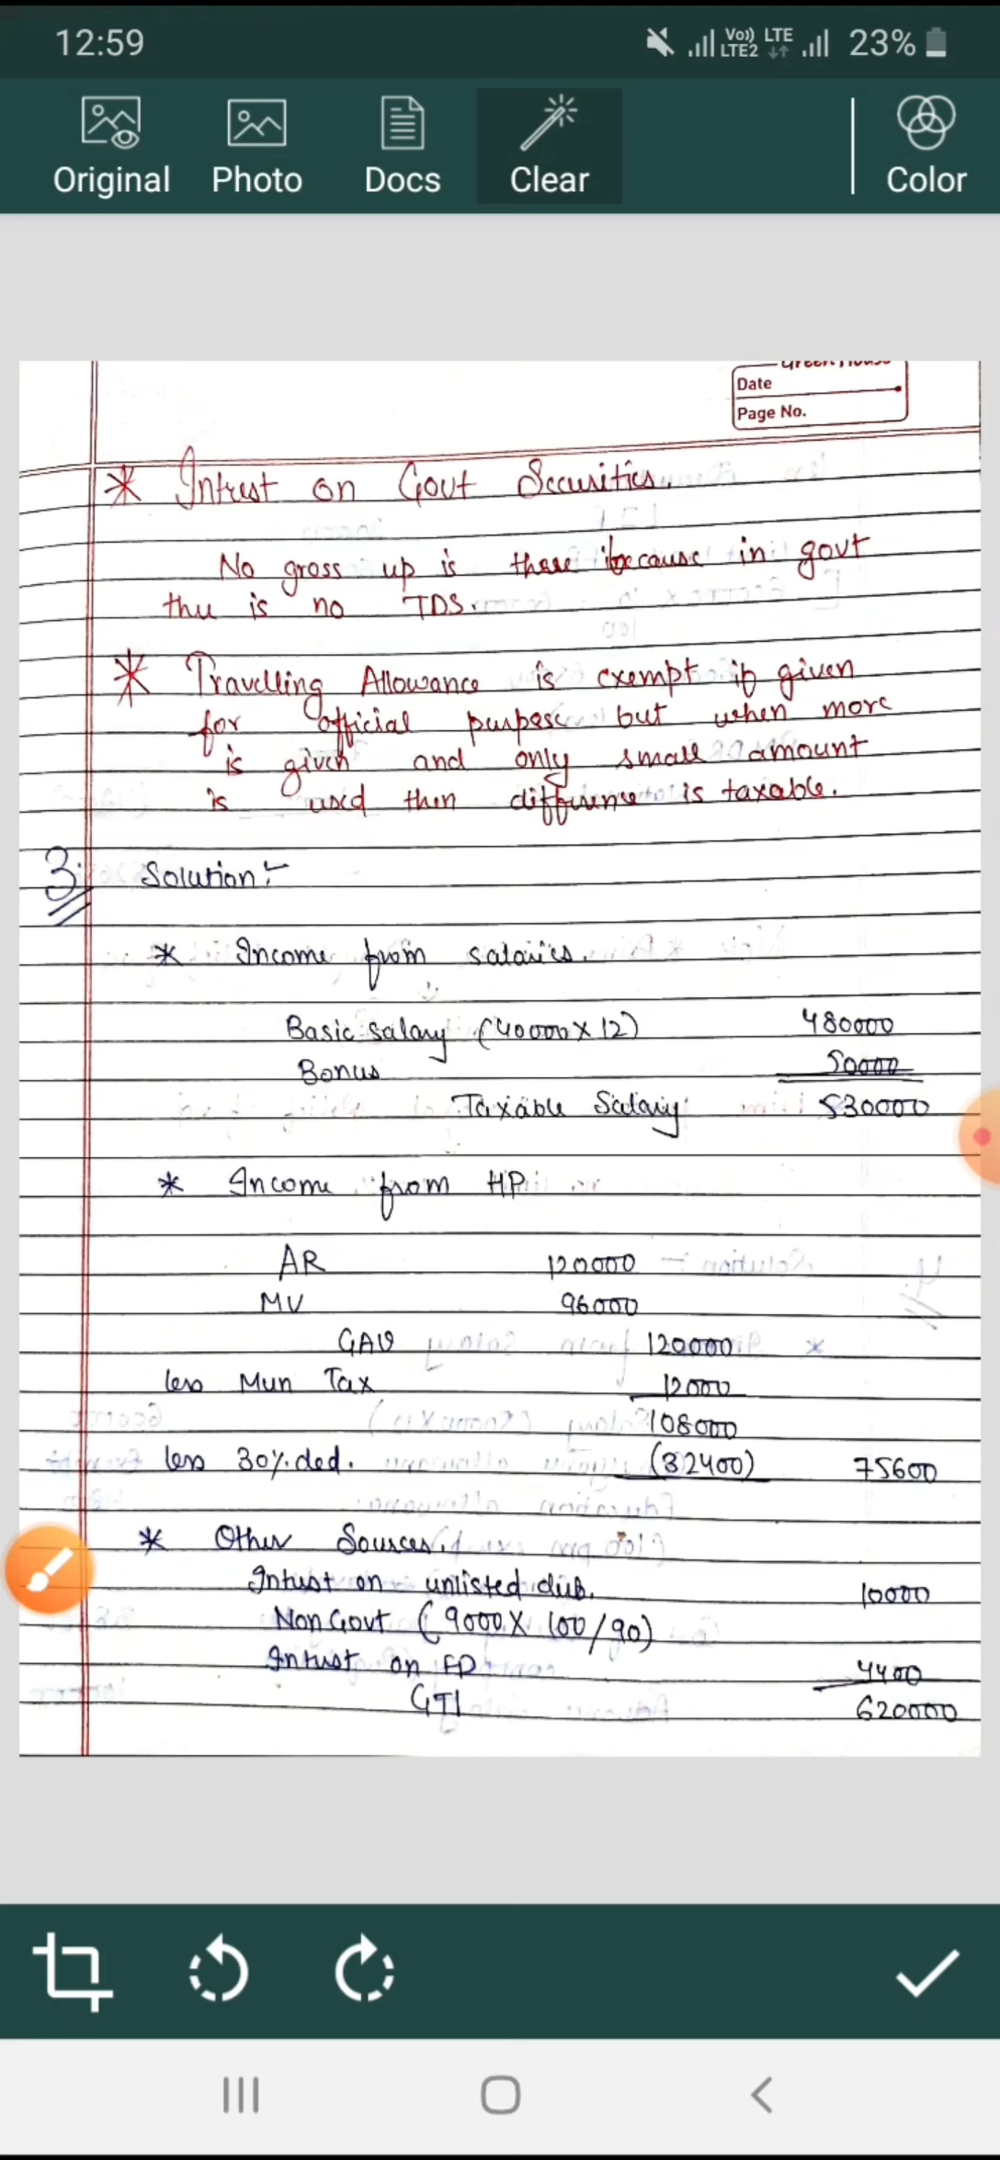 12:59 Vo)) LTE LTE2 23%
Original Photo Docs Clear Color
Date
Page No.
* Intrest on Govt Securities.
No gross up is there because in govt
ther is no TDS.
* Travelling Allowance is exempt if given
for official purpose but when more
is given and only small amount
is used then difference is taxable.
3. Solution:-
* Income from salaries.
Basic salary (40000 X 12) 480000
Bonus 50000
Taxable Salary 530000
* Income from HP
AR 120000
MV 96000
GAV 120000
less Mun Tax 12000
108000
less 30% ded. (32400) 75600
* Other Sources.
Intrest on unlisted deb. 10000
Non Govt (9000 X 100/90)
Intrest on FD 4400
GTI 620000